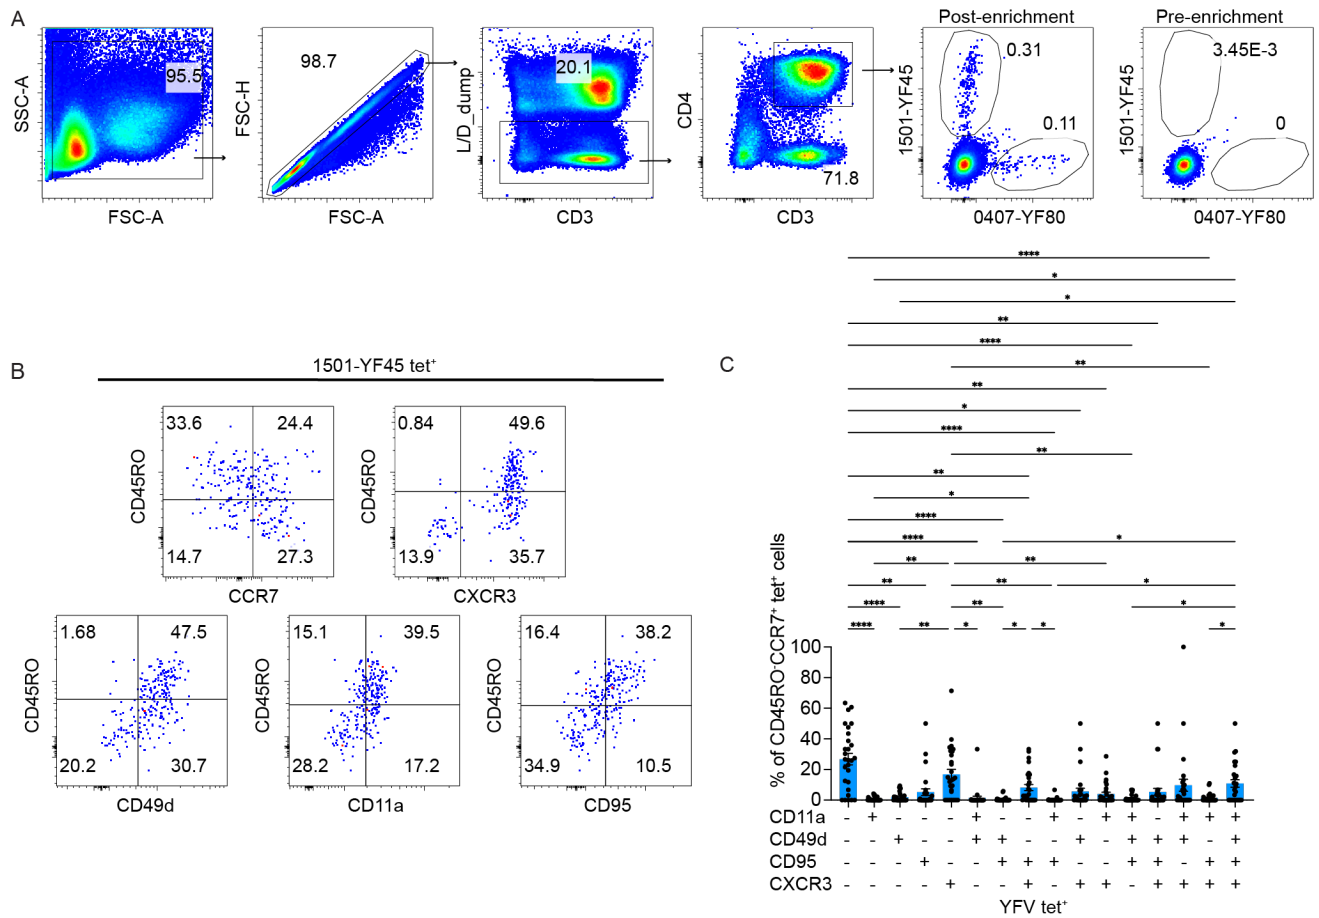 A
Post-enrichment
Pre-enrichment
SSC-A
95.5
FSC-A
FSC-H
98.7
FSC-A
L/D_dump
20.1
CD3
CD4
71.8
CD3
1501-YF45
0.31
0.11
0407-YF80
1501-YF45
3.45E-3
0
0407-YF80
B
1501-YF45 tet⁺
CD45RO
33.6
24.4
14.7
27.3
CCR7
CD45RO
0.84
49.6
13.9
35.7
CXCR3
CD45RO
1.68
47.5
20.2
30.7
CD49d
CD45RO
15.1
39.5
28.2
17.2
CD11a
CD45RO
16.4
38.2
34.9
10.5
CD95
C
****
*
*
**
****
**
**
*
****
**
**
*
****
**** *
** **
** ** *
**** ** *
**** ** * * * *
% of CD45RO⁻CCR7⁺ tet⁺ cells
100
80
60
40
20
0
CD11a - + - - - + - - + - + + - + + +
CD49d - - + - - + + - - + - + + + - +
CD95 - - - + - - + + + - - + + - + +
CXCR3 - - - - + - - + - + + - + + + +
YFV tet⁺